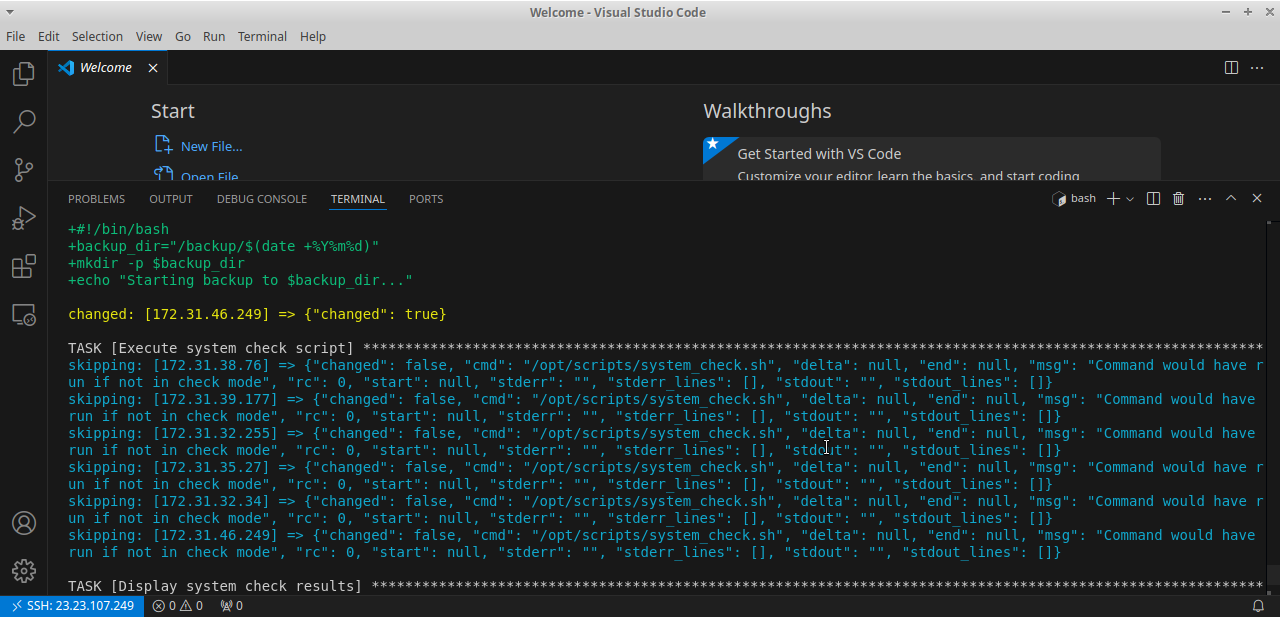 Welcome - Visual Studio Code
File Edit Selection View Go Run Terminal Help
Welcome
Start
Walkthroughs
New File...
Get Started with VS Code
Open File
Customize your editor, learn the basics, and start coding
PROBLEMS OUTPUT DEBUG CONSOLE TERMINAL PORTS
bash
+#!/bin/bash
+backup_dir="/backup/$(date +%Y%m%d)"
+mkdir -p $backup_dir
+echo "Starting backup to $backup_dir..."
changed: [172.31.46.249] => {"changed": true}
TASK [Execute system check script] ***********************************************************************************************************
skipping: [172.31.38.76] => {"changed": false, "cmd": "/opt/scripts/system_check.sh", "delta": null, "end": null, "msg": "Command would have r
un if not in check mode", "rc": 0, "start": null, "stderr": "", "stderr_lines": [], "stdout": "", "stdout_lines": []}
skipping: [172.31.39.177] => {"changed": false, "cmd": "/opt/scripts/system_check.sh", "delta": null, "end": null, "msg": "Command would have 
run if not in check mode", "rc": 0, "start": null, "stderr": "", "stderr_lines": [], "stdout": "", "stdout_lines": []}
skipping: [172.31.32.255] => {"changed": false, "cmd": "/opt/scripts/system_check.sh", "delta": null, "end": null, "msg": "Command would have 
run if not in check mode", "rc": 0, "start": null, "stderr": "", "stderr_lines": [], "stdout": "", "stdout_lines": []}
skipping: [172.31.35.27] => {"changed": false, "cmd": "/opt/scripts/system_check.sh", "delta": null, "end": null, "msg": "Command would have r
un if not in check mode", "rc": 0, "start": null, "stderr": "", "stderr_lines": [], "stdout": "", "stdout_lines": []}
skipping: [172.31.32.34] => {"changed": false, "cmd": "/opt/scripts/system_check.sh", "delta": null, "end": null, "msg": "Command would have r
un if not in check mode", "rc": 0, "start": null, "stderr": "", "stderr_lines": [], "stdout": "", "stdout_lines": []}
skipping: [172.31.46.249] => {"changed": false, "cmd": "/opt/scripts/system_check.sh", "delta": null, "end": null, "msg": "Command would have 
run if not in check mode", "rc": 0, "start": null, "stderr": "", "stderr_lines": [], "stdout": "", "stdout_lines": []}
TASK [Display system check results] **********************************************************************************************************
SSH: 23.23.107.249 0 0 0